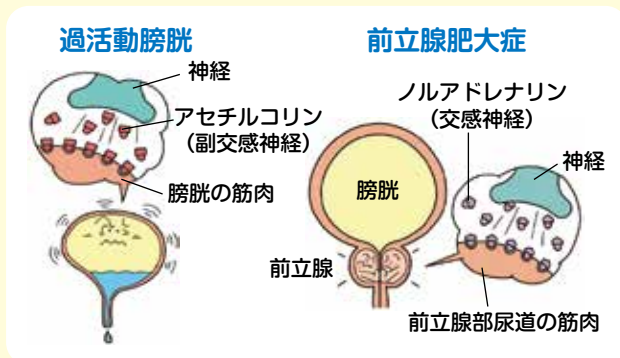 過活動膀胱
神経
アセチルコリン
（副交感神経）
膀胱の筋肉
前立腺肥大症
ノルアドレナリン
（交感神経）
神経
膀胱
前立腺
前立腺部尿道の筋肉